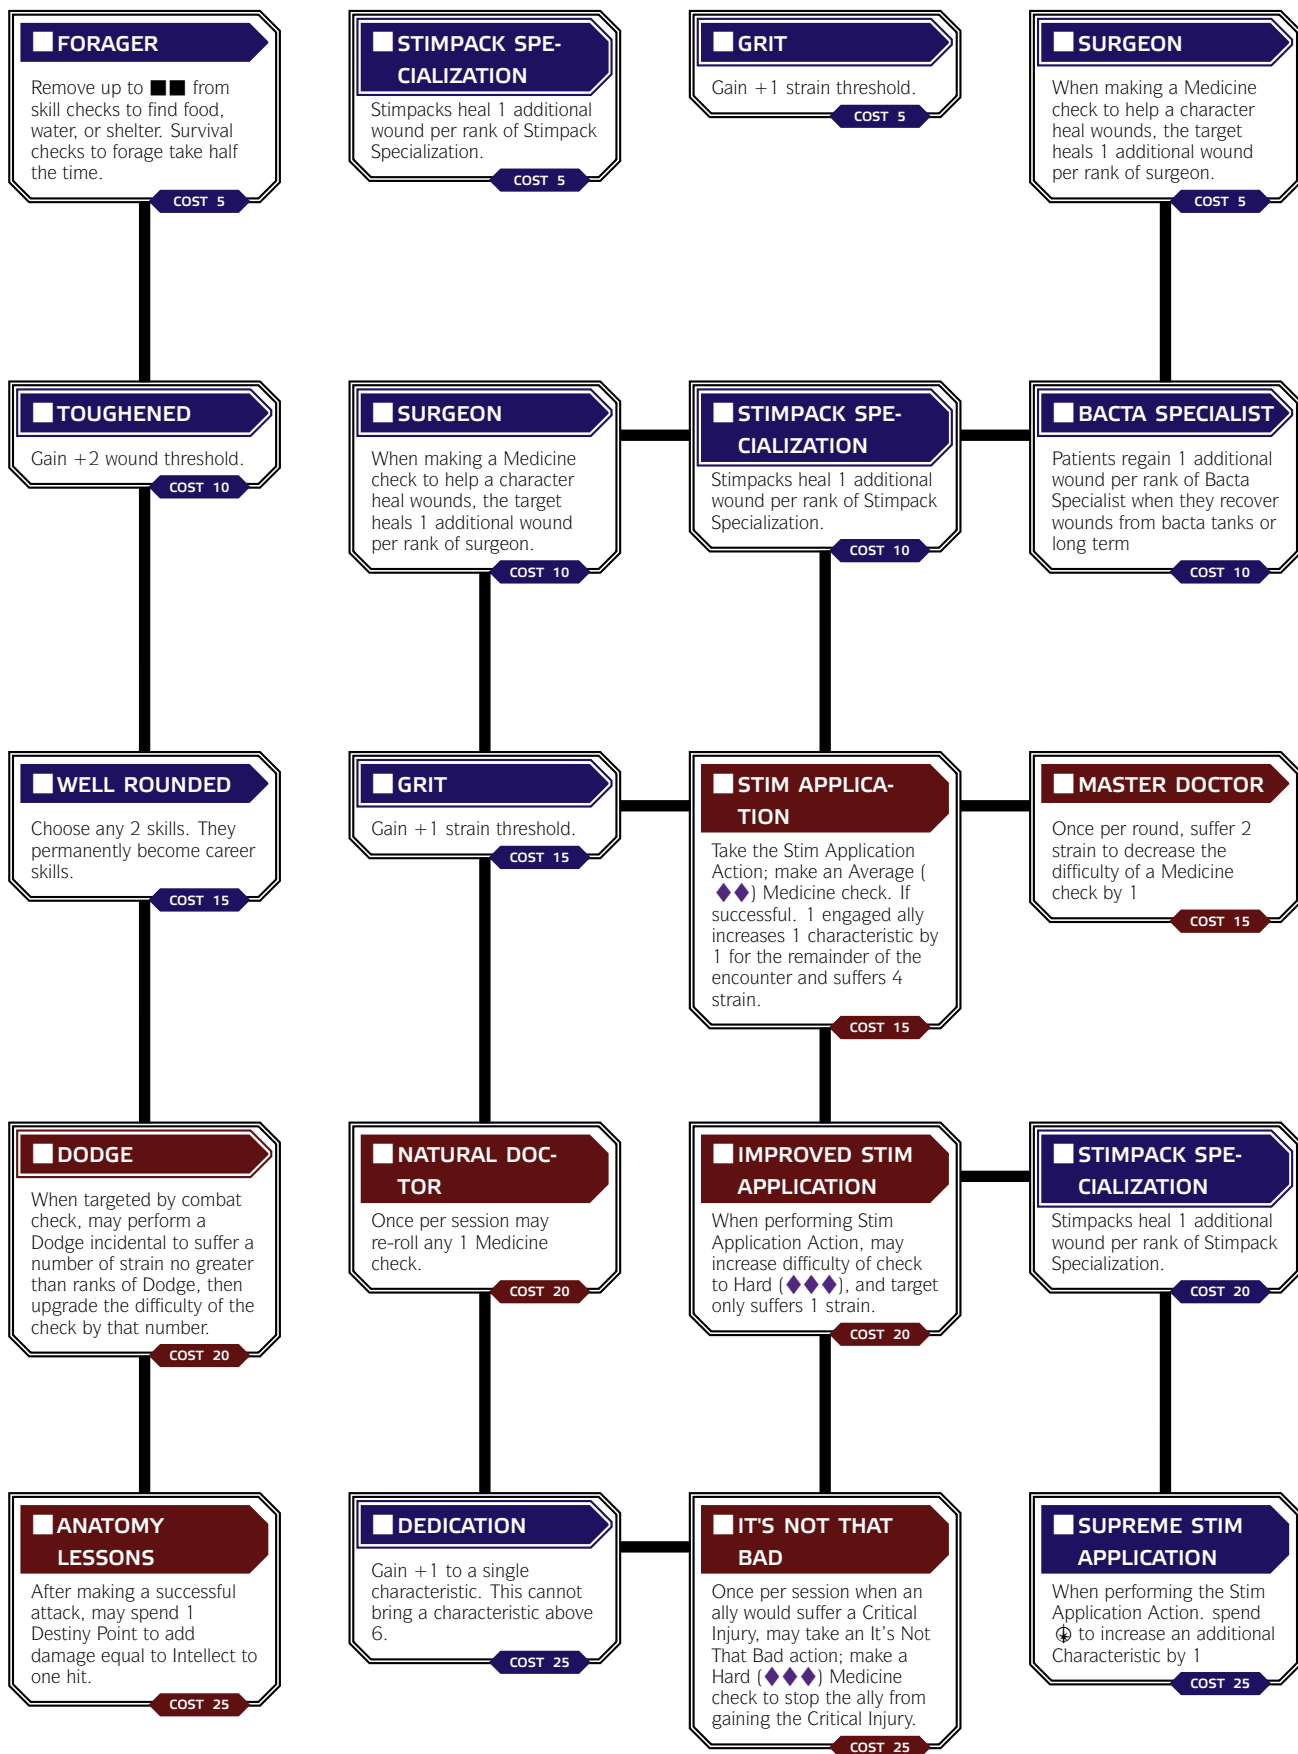 FORAGER
Remove up to ■■ from
skill checks to find food,
water, or shelter. Survival
checks to forage take half
the time.
COST 5
STIMPACK SPE-
CIALIZATION
Stimpacks heal 1 additional
wound per rank of Stimpack
Specialization.
COST 5
GRIT
Gain +1 strain threshold.
COST 5
SURGEON
When making a Medicine
check to help a character
heal wounds, the target
heals 1 additional wound
per rank of surgeon.
COST 5
TOUGHENED
Gain +2 wound threshold.
COST 10
SURGEON
When making a Medicine
check to help a character
heal wounds, the target
heals 1 additional wound
per rank of surgeon.
COST 10
STIMPACK SPE-
CIALIZATION
Stimpacks heal 1 additional
wound per rank of Stimpack
Specialization.
COST 10
BACTA SPECIALIST
Patients regain 1 additional
wound per rank of Bacta
Specialist when they recover
wounds from bacta tanks or
long term
COST 10
WELL ROUNDED
Choose any 2 skills. They
permanently become career
skills.
COST 15
GRIT
Gain +1 strain threshold.
COST 15
STIM APPLICA-
TION
Take the Stim Application
Action; make an Average (
◆◆) Medicine check. If
successful. 1 engaged ally
increases 1 characteristic by
1 for the remainder of the
encounter and suffers 4
strain.
COST 15
MASTER DOCTOR
Once per round, suffer 2
strain to decrease the
difficulty of a Medicine
check by 1
COST 15
DODGE
When targeted by combat
check, may perform a
Dodge incidental to suffer a
number of strain no greater
than ranks of Dodge, then
upgrade the difficulty of the
check by that number.
COST 20
NATURAL DOC-
TOR
Once per session may
re-roll any 1 Medicine
check.
COST 20
IMPROVED STIM
APPLICATION
When performing Stim
Application Action, may
increase difficulty of check
to Hard (◆◆◆), and target
only suffers 1 strain.
COST 20
STIMPACK SPE-
CIALIZATION
Stimpacks heal 1 additional
wound per rank of Stimpack
Specialization.
COST 20
ANATOMY
LESSONS
After making a successful
attack, may spend 1
Destiny Point to add
damage equal to Intellect to
one hit.
COST 25
DEDICATION
Gain +1 to a single
characteristic. This cannot
bring a characteristic above
6.
COST 25
IT'S NOT THAT
BAD
Once per session when an
ally would suffer a Critical
Injury, may take an It's Not
That Bad action; make a
Hard (◆◆◆) Medicine
check to stop the ally from
gaining the Critical Injury.
COST 25
SUPREME STIM
APPLICATION
When performing the Stim
Application Action. spend
to increase an additional
Characteristic by 1
COST 25